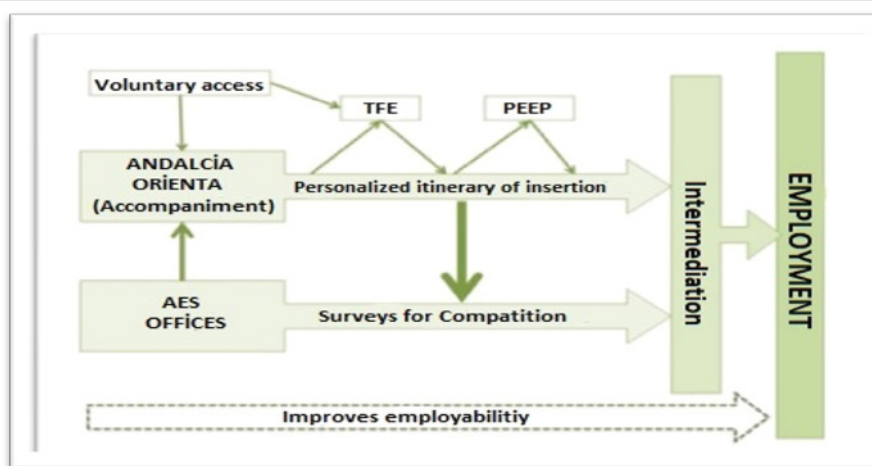 Voluntary access
TFE
PEEP
ANDALCİA
ORİENTA
(Accompaniment)
Personalized itinerary of insertion
AES
OFFİCES
Surveys for Compatition
Intermediation
EMPLOYMENT
Improves employabilitiy